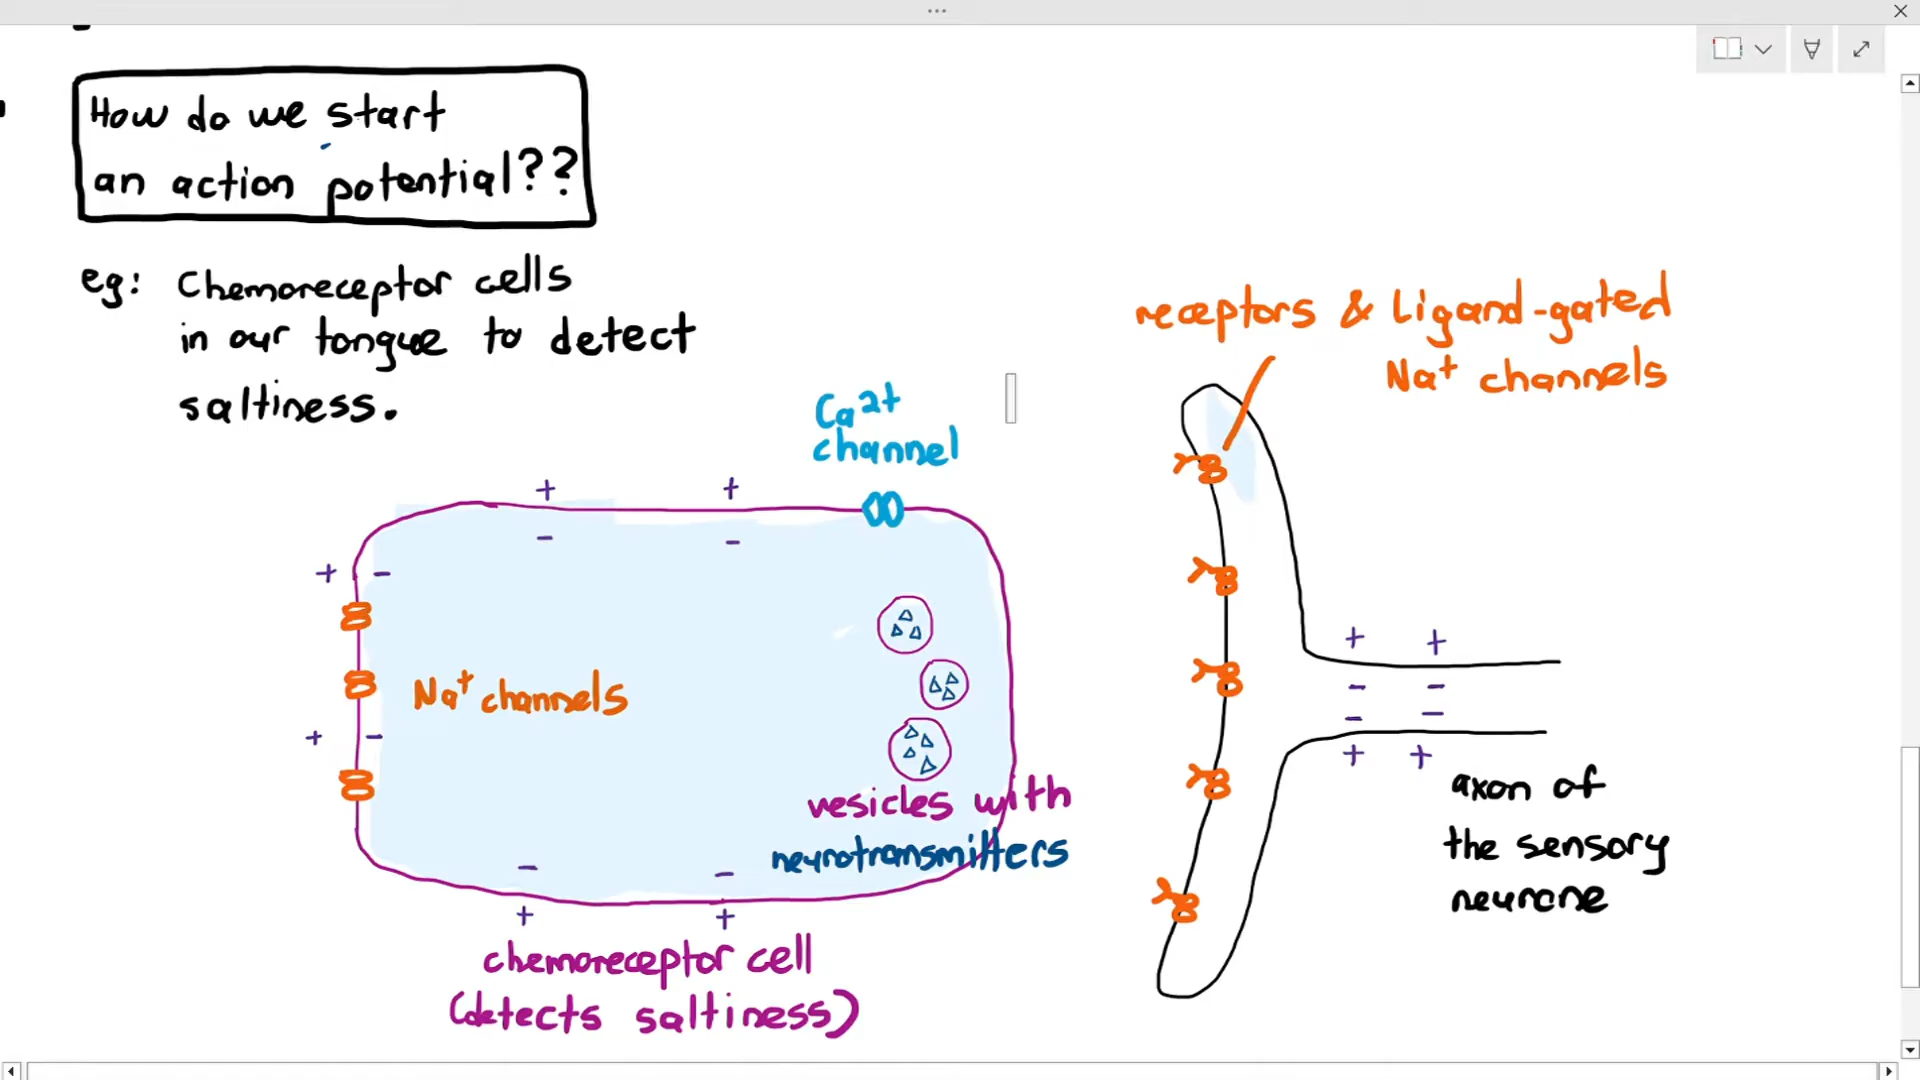 How do we start
an action potential??
eg: Chemoreceptor cells
in our tongue to detect
saltiness.
receptors & Ligand-gated
Na⁺ channels
Ca²⁺
channel
+ +
- -
+ -
Na⁺ channels
+ -
vesicles with
neurotransmitters
- -
+ +
chemoreceptor cell
(detects saltiness)
+ +
- -
- -
+ +
axon of
the sensory
neurone